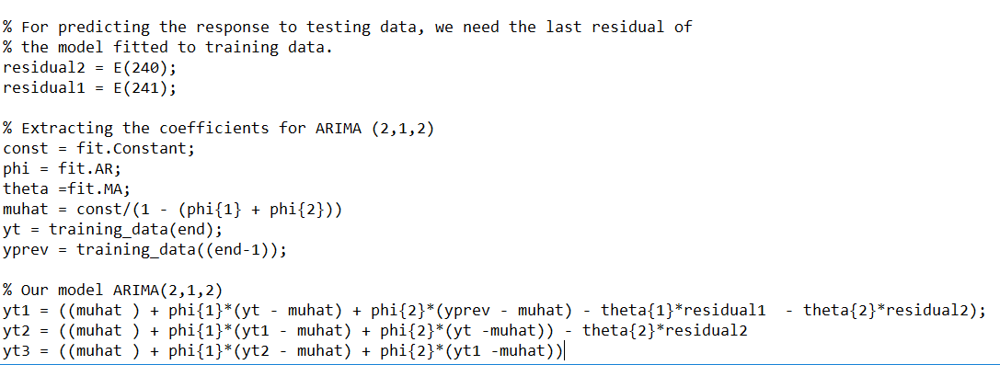 % For predicting the response to testing data, we need the last residual of
% the model fitted to training data.
residual2 = E(240);
residual1 = E(241);
% Extracting the coefficients for ARIMA (2,1,2)
const = fit.Constant;
phi = fit.AR;
theta =fit.MA;
muhat = const/(1 - (phi{1} + phi{2}))
yt = training_data(end);
yprev = training_data((end-1));
% Our model ARIMA(2,1,2)
yt1 = ((muhat ) + phi{1}*(yt - muhat) + phi{2}*(yprev - muhat) - theta{1}*residual1  - theta{2}*residual2);
yt2 = ((muhat ) + phi{1}*(yt1 - muhat) + phi{2}*(yt -muhat)) - theta{2}*residual2
yt3 = ((muhat ) + phi{1}*(yt2 - muhat) + phi{2}*(yt1 -muhat))